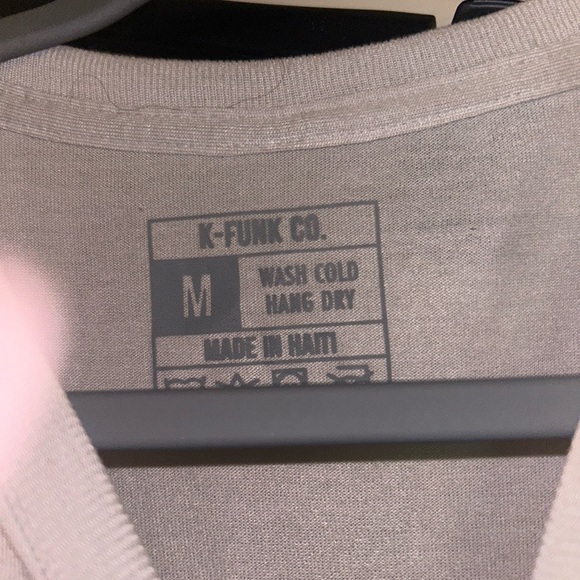 K-FUNK CO.
M
WASH COLD
HANG DRY
MADE IN HAITI